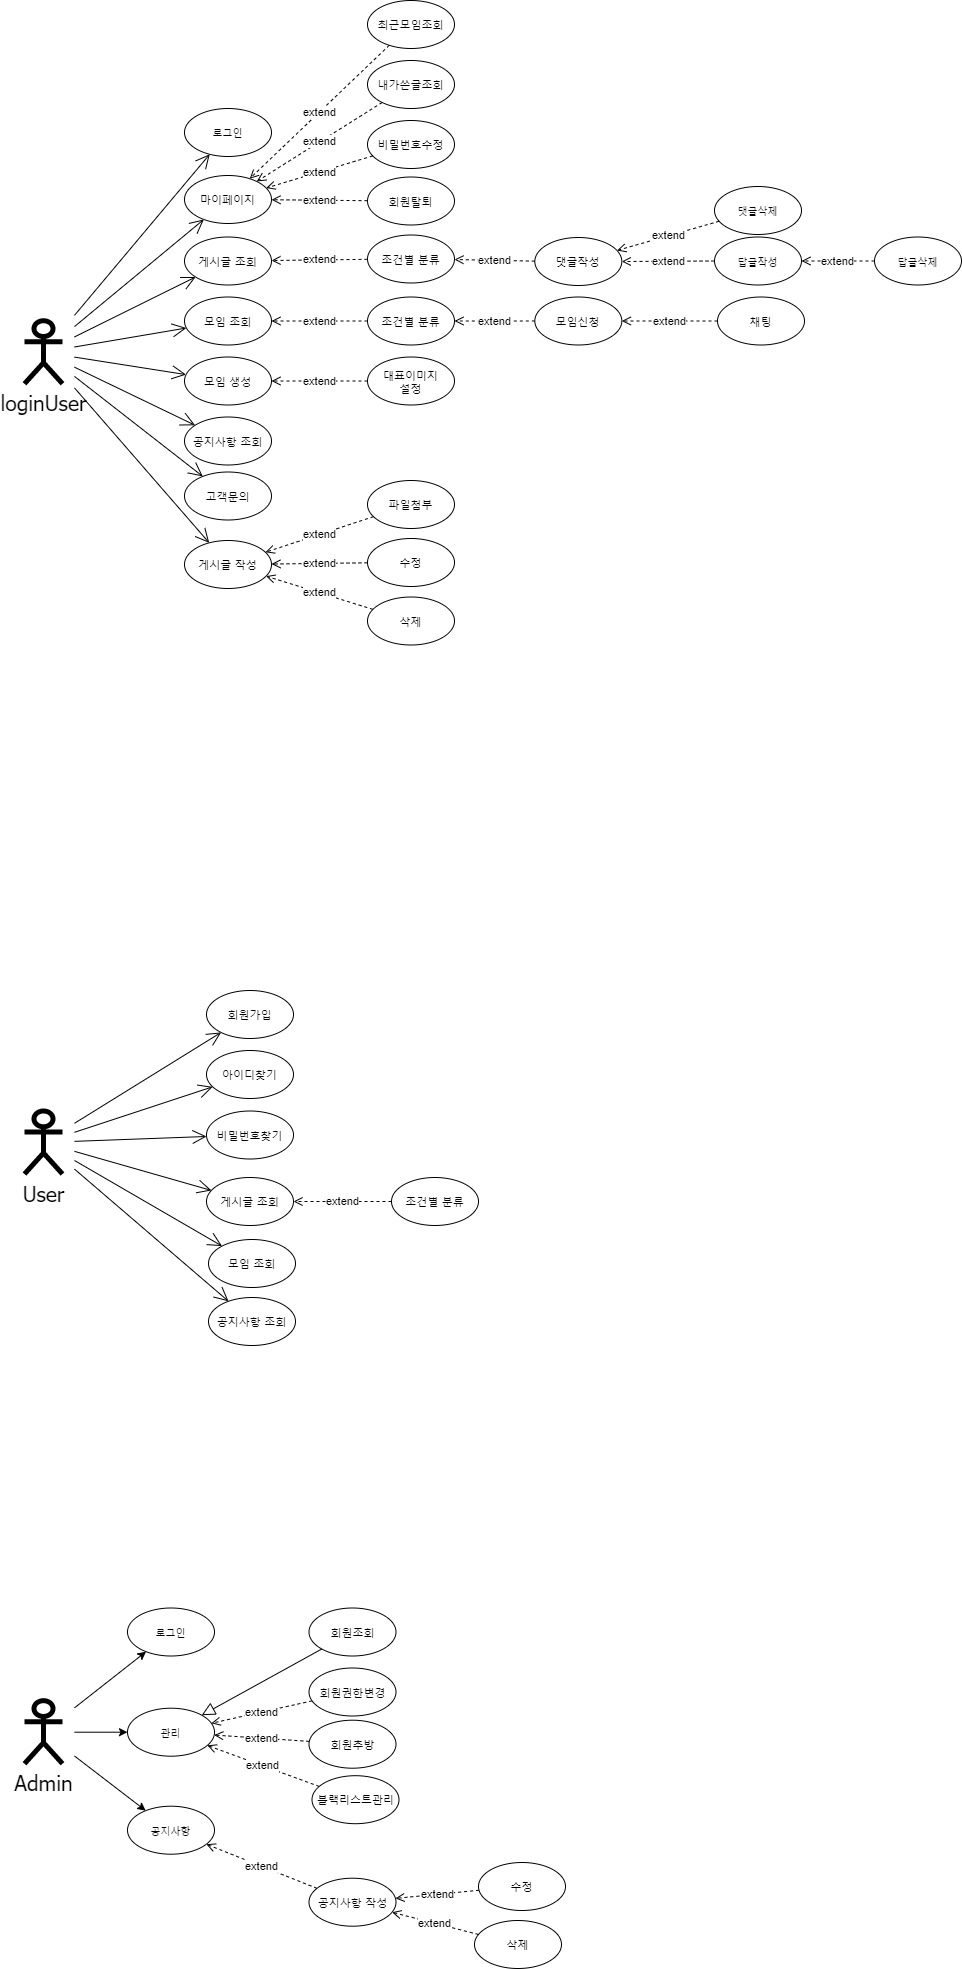 최근모임조회
내가쓴글조회
extend
로그인
extend
비밀번호수정
extend
마이페이지
extend
회원탈퇴
댓글삭제
extend
게시글 조회
extend
조건별 분류
extend
댓글작성
extend
답글작성
extend
답글삭제
모임 조회
extend
조건별 분류
extend
모임신청
extend
채팅
모임 생성
extend
대표이미지
설정
loginUser
공지사항 조회
고객문의
파일첨부
extend
게시글 작성
extend
수정
extend
삭제
회원가입
아이디찾기
비밀번호찾기
User
게시글 조회
extend
조건별 분류
모임 조회
공지사항 조회
로그인
회원조회
회원권한변경
extend
관리
extend
회원추방
extend
Admin
블랙리스트관리
공지사항
extend
공지사항 작성
extend
수정
extend
삭제